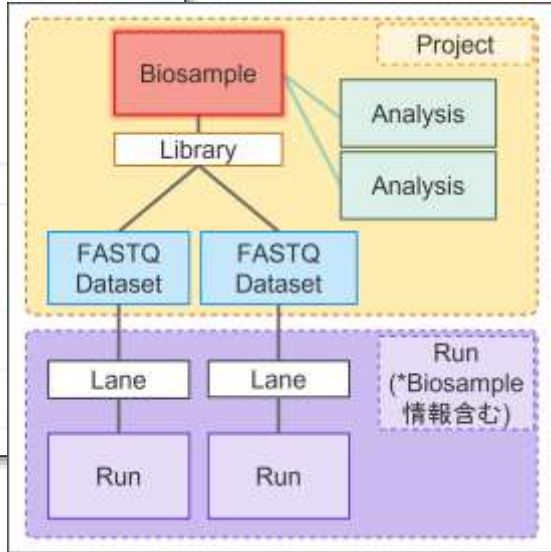 Project
Biosample
Analysis
Library
Analysis
FASTQ
Dataset
FASTQ
Dataset
Run
(*Biosample
情報含む)
Lane
Lane
Run
Run